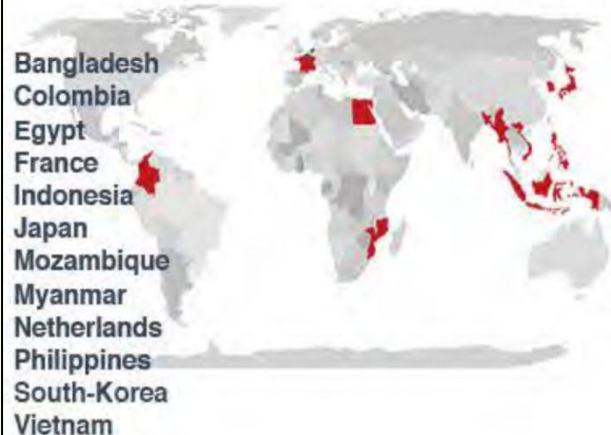 Bangladesh
Colombia
Egypt
France
Indonesia
Japan
Mozambique
Myanmar
Netherlands
Philippines
South-Korea
Vietnam